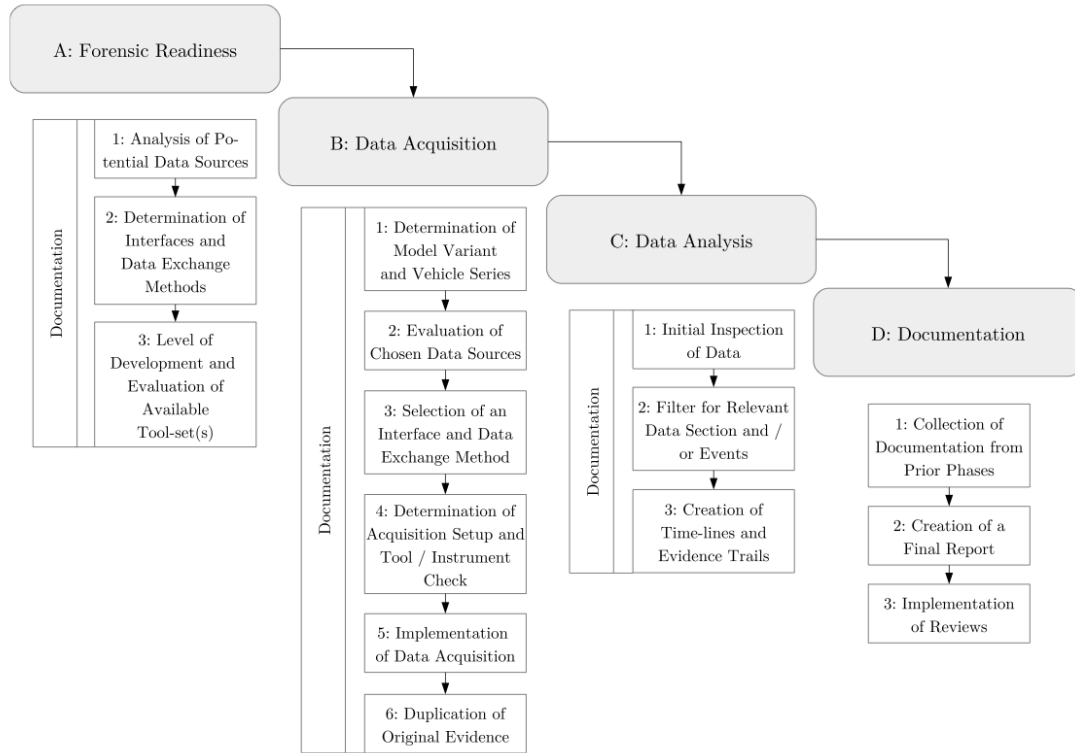 A: Forensic Readiness
Documentation
1: Analysis of Po-
tential Data Sources
2: Determination of
Interfaces and
Data Exchange
Methods
3: Level of
Development and
Evaluation of
Available
Tool-set(s)
B: Data Acquisition
Documentation
1: Determination of
Model Variant
and Vehicle Series
2: Evaluation of
Chosen Data Sources
3: Selection of an
Interface and Data
Exchange Method
4: Determination of
Acquisition Setup and
Tool / Instrument
Check
5: Implementation
of Data Acquisition
6: Duplication of
Original Evidence
C: Data Analysis
Documentation
1: Initial Inspection
of Data
2: Filter for Relevant
Data Section and /
or Events
3: Creation of
Time-lines and
Evidence Trails
D: Documentation
1: Collection of
Documentation from
Prior Phases
2: Creation of a
Final Report
3: Implementation
of Reviews